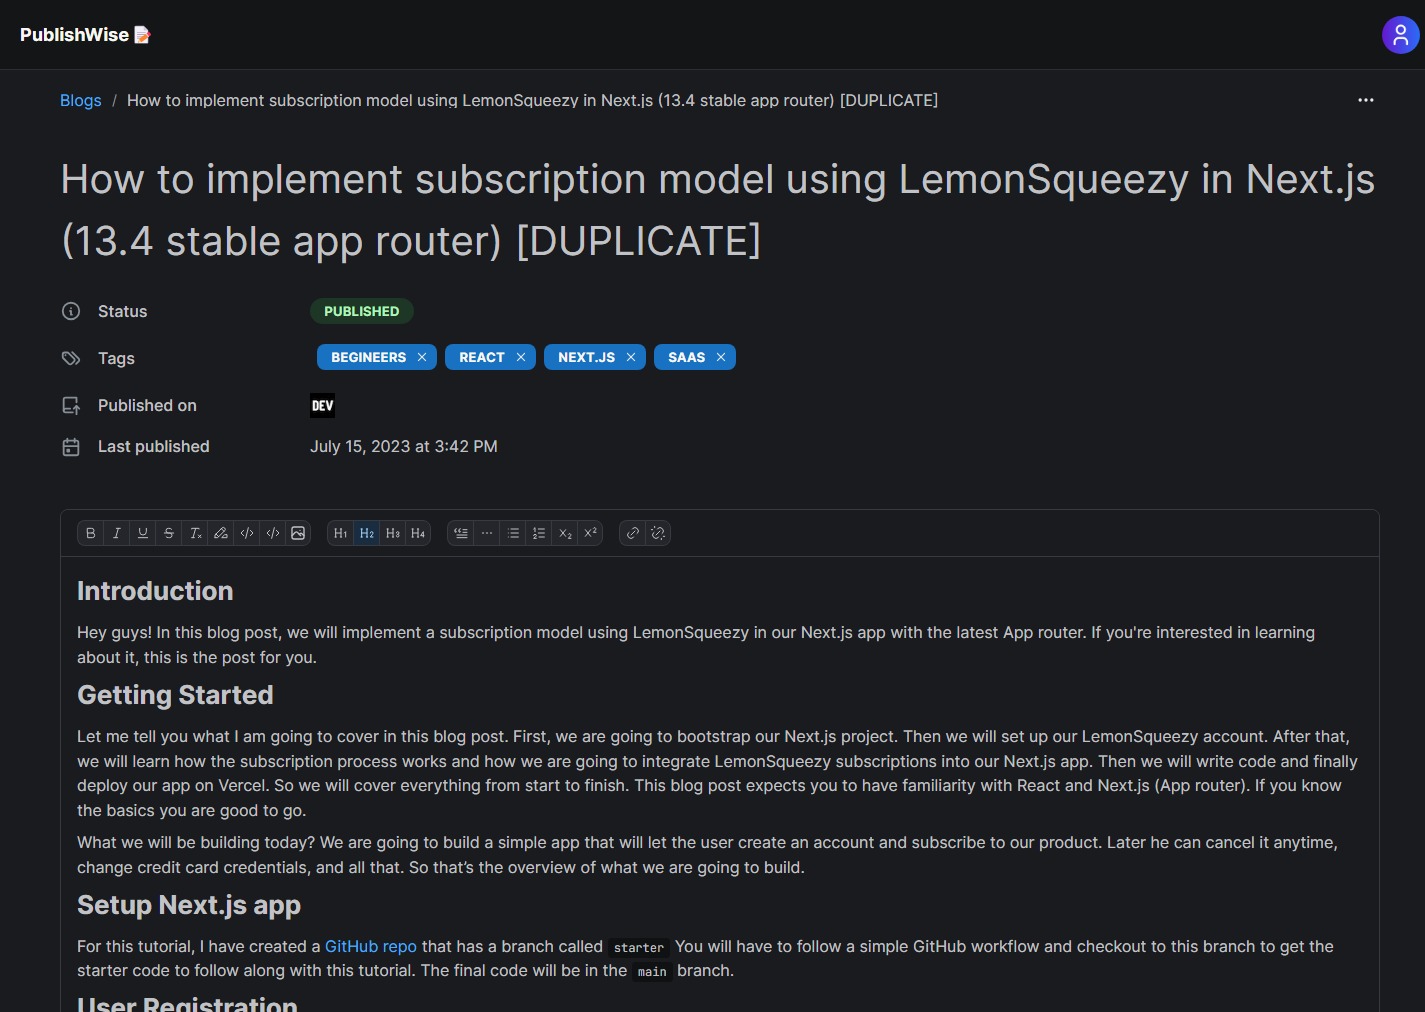 PublishWise
Blogs / How to implement subscription model using LemonSqueezy in Next.js (13.4 stable app router) [DUPLICATE]
How to implement subscription model using LemonSqueezy in Next.js
(13.4 stable app router) [DUPLICATE]
Status PUBLISHED
Tags BEGINEERS REACT NEXT.JS SAAS
Published on DEV
Last published July 15, 2023 at 3:42 PM
B I U S Tx </> </> H1 H2 H3 H4 X2 X2
Introduction
Hey guys! In this blog post, we will implement a subscription model using LemonSqueezy in our Next.js app with the latest App router. If you're interested in learning
about it, this is the post for you.
Getting Started
Let me tell you what I am going to cover in this blog post. First, we are going to bootstrap our Next.js project. Then we will set up our LemonSqueezy account. After that,
we will learn how the subscription process works and how we are going to integrate LemonSqueezy subscriptions into our Next.js app. Then we will write code and finally
deploy our app on Vercel. So we will cover everything from start to finish. This blog post expects you to have familiarity with React and Next.js (App router). If you know
the basics you are good to go.
What we will be building today? We are going to build a simple app that will let the user create an account and subscribe to our product. Later he can cancel it anytime,
change credit card credentials, and all that. So that’s the overview of what we are going to build.
Setup Next.js app
For this tutorial, I have created a GitHub repo that has a branch called starter You will have to follow a simple GitHub workflow and checkout to this branch to get the
starter code to follow along with this tutorial. The final code will be in the main branch.
User Registration